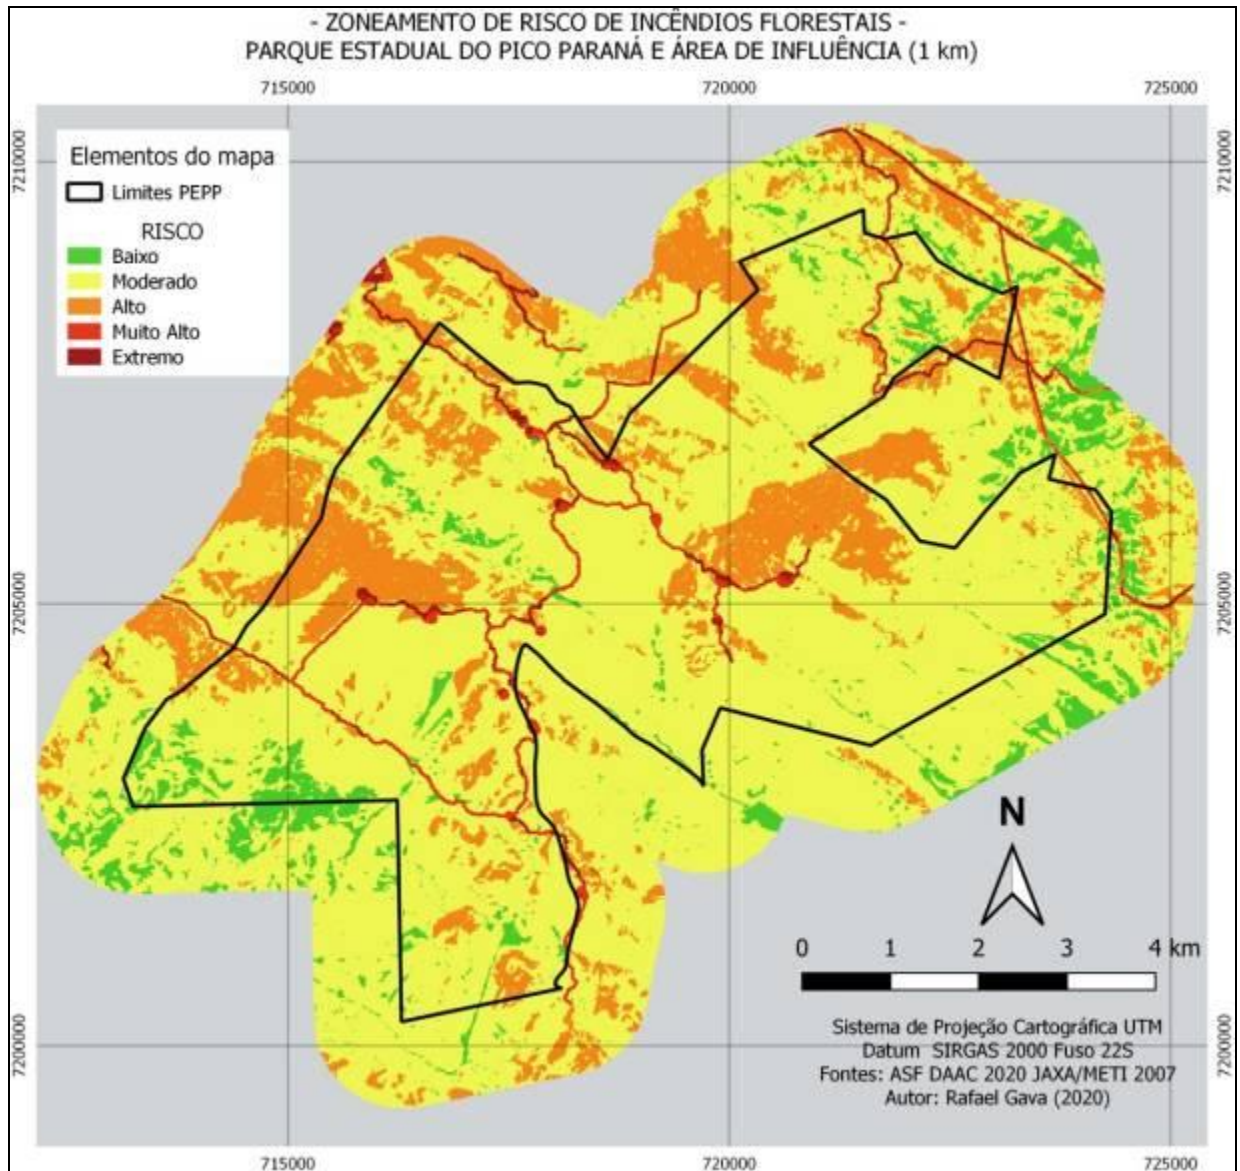 - ZONEAMENTO DE RISCO DE INCÊNDIOS FLORESTAIS -
PARQUE ESTADUAL DO PICO PARANÁ E ÁREA DE INFLUÊNCIA (1 km)
715000
720000
725000
7210000
7210000
Elementos do mapa
Limites PEPP
RISCO
Baixo
Moderado
Alto
Muito Alto
Extremo
7205000
7205000
N
0 1 2 3 4 km
Sistema de Projeção Cartográfica UTM
Datum SIRGAS 2000 Fuso 22S
Fontes: ASF DAAC 2020 JAXA/METI 2007
Autor: Rafael Gava (2020)
7200000
7200000
715000
720000
725000